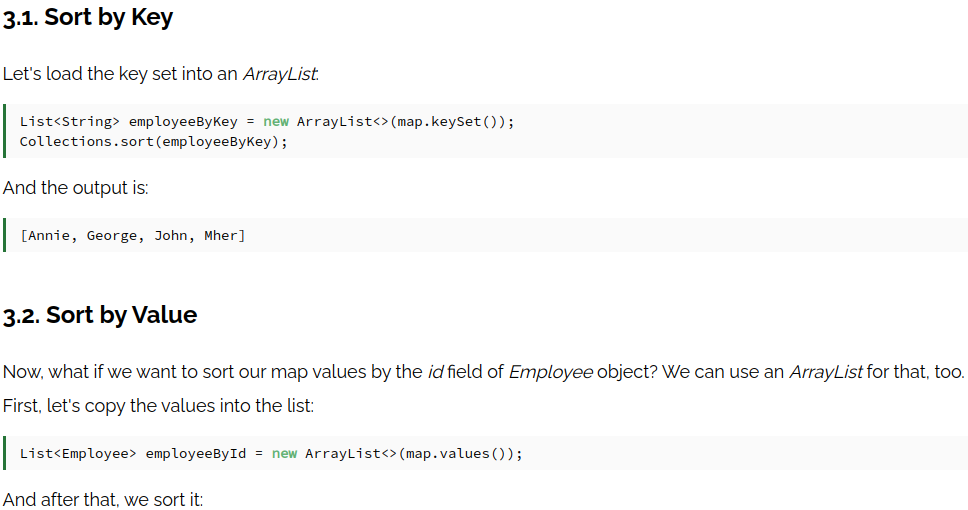 3.1. Sort by Key
Let's load the key set into an ArrayList:
List<String> employeeByKey = new ArrayList<>(map.keySet());
Collections.sort(employeeByKey);
And the output is:
[Annie, George, John, Mher]
3.2. Sort by Value
Now, what if we want to sort our map values by the id field of Employee object? We can use an ArrayList for that, too.
First, let's copy the values into the list:
List<Employee> employeeById = new ArrayList<>(map.values());
And after that, we sort it: